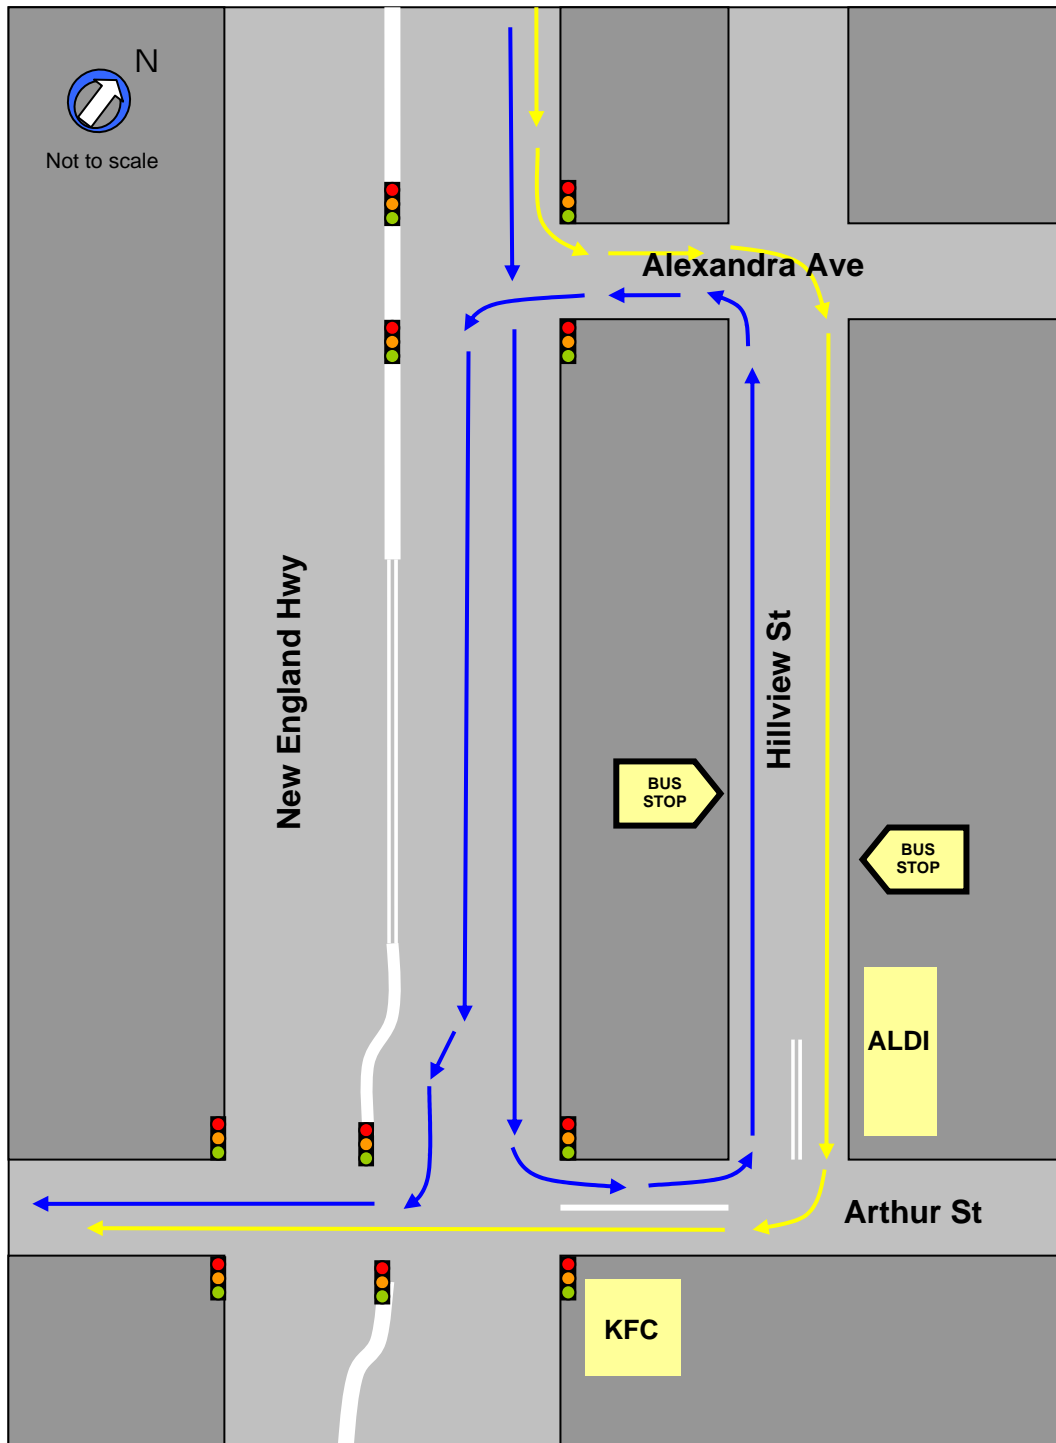 N
Not to scale
Alexandra Ave
New England Hwy
Hillview St
BUS
STOP
BUS
STOP
ALDI
Arthur St
KFC